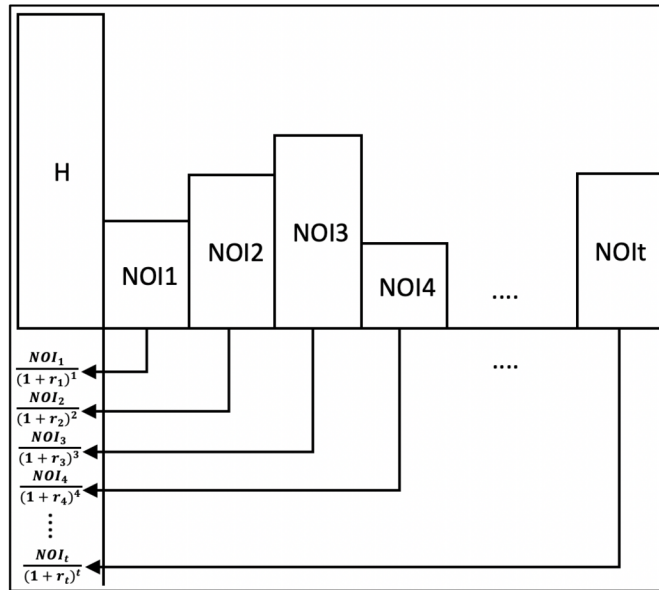 H
NOI1
NOI2
NOI3
NOI4
....
NOIt
....
NOI₁/(1 + r₁)¹
NOI₂/(1 + r₂)²
NOI₃/(1 + r₃)³
NOI₄/(1 + r₄)⁴
⋮
NOIₜ/(1 + rₜ)ᵗ